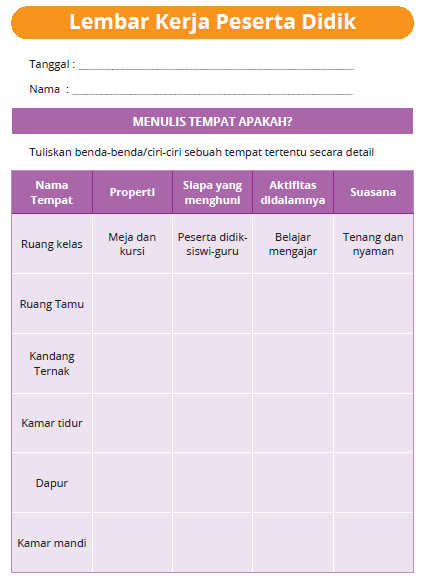 Lembar Kerja Peserta Didik
Tanggal : ______________________________________________
Nama : ______________________________________________
MENULIS TEMPAT APAKAH?
Tuliskan benda-benda/ciri-ciri sebuah tempat tertentu secara detail
Nama
Tempat
Properti
SIapa yang
menghuni
Aktifitas
didalamnya
Suasana
Ruang kelas
Meja dan
kursi
Peserta didik-
siswi-guru
Belajar
mengajar
Tenang dan
nyaman
Ruang Tamu
Kandang
Ternak
Kamar tidur
Dapur
Kamar mandi